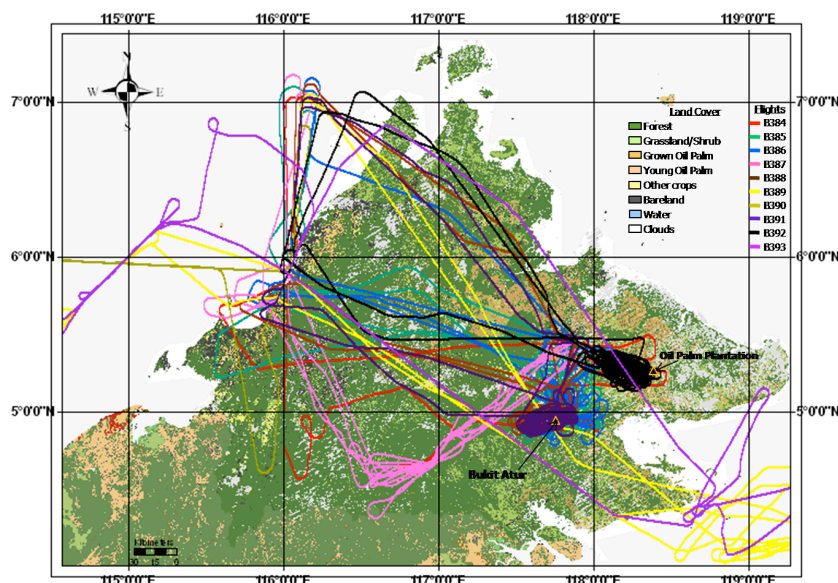 115°0'0"E 116°0'0"E 117°0'0"E 118°0'0"E 119°0'0"E
N
W E
S
7°0'0"N 7°0'0"N
Land Cover
Forest
Grassland/Shrub
Grown Oil Palm
Young Oil Palm
Other crops
Bareland
Water
Clouds
Flights
B384
B385
B386
B387
B388
B389
B390
B391
B392
B393
6°0'0"N 6°0'0"N
Oil Palm Plantation
5°0'0"N 5°0'0"N
Bukit Atur
Kilometers
30 15 0
115°0'0"E 116°0'0"E 117°0'0"E 118°0'0"E 119°0'0"E